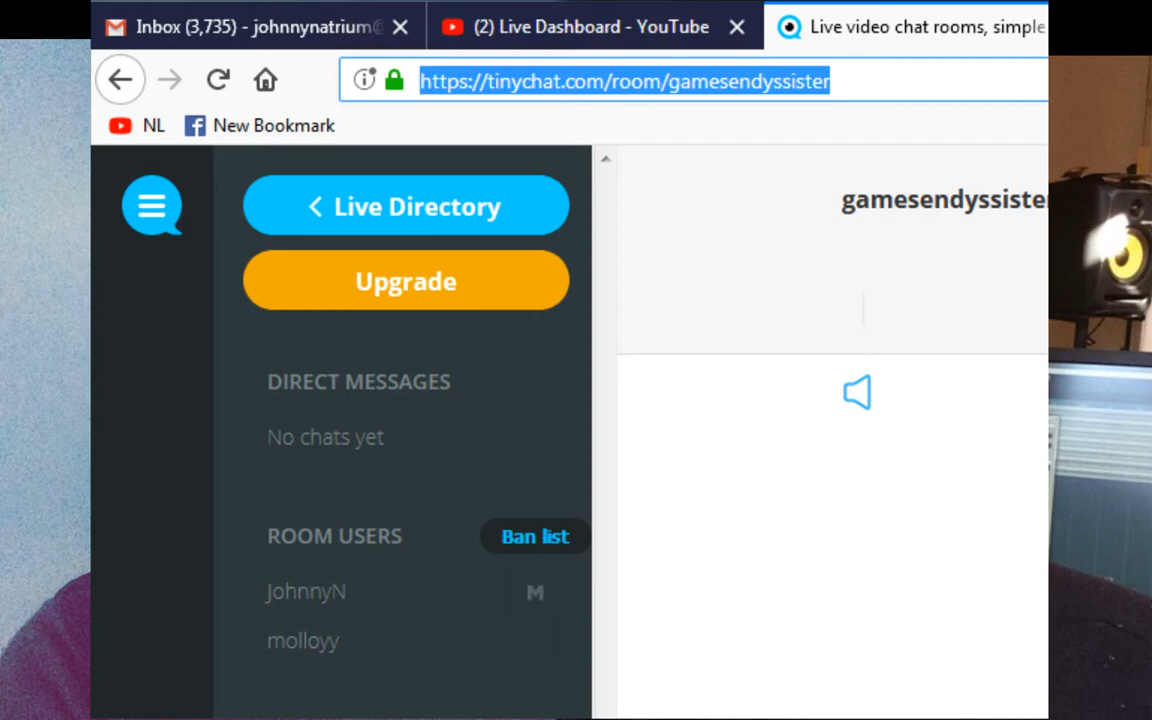 Inbox (3,735) - johnnynatrium@
(2) Live Dashboard - YouTube
Live video chat rooms, simple
https://tinychat.com/room/gamesendyssister
NL
New Bookmark
Live Directory
gamesendyssister
Upgrade
DIRECT MESSAGES
No chats yet
ROOM USERS
Ban list
JohnnyN
M
molloyy